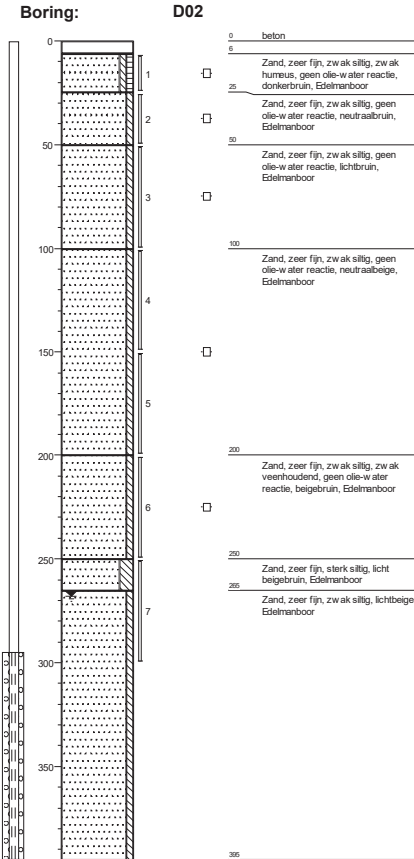 Boring: D02
0
0 beton
6
1
Zand, zeer fijn, zwak siltig, zwak
humeus, geen olie-water reactie,
donkerbruin, Edelmanboor
25
2
Zand, zeer fijn, zwak siltig, geen
olie-water reactie, neutraalbruin,
Edelmanboor
50
50
3
Zand, zeer fijn, zwak siltig, geen
olie-water reactie, lichtbruin,
Edelmanboor
100
100
4
Zand, zeer fijn, zwak siltig, geen
olie-water reactie, neutraalbeige,
Edelmanboor
150
5
200
200
6
Zand, zeer fijn, zwak siltig, zwak
veenhoudend, geen olie-water
reactie, beigebruin, Edelmanboor
250
250
Zand, zeer fijn, sterk siltig, licht
beigebruin, Edelmanboor
265
7
Zand, zeer fijn, zwak siltig, lichtbeige,
Edelmanboor
300
350
395